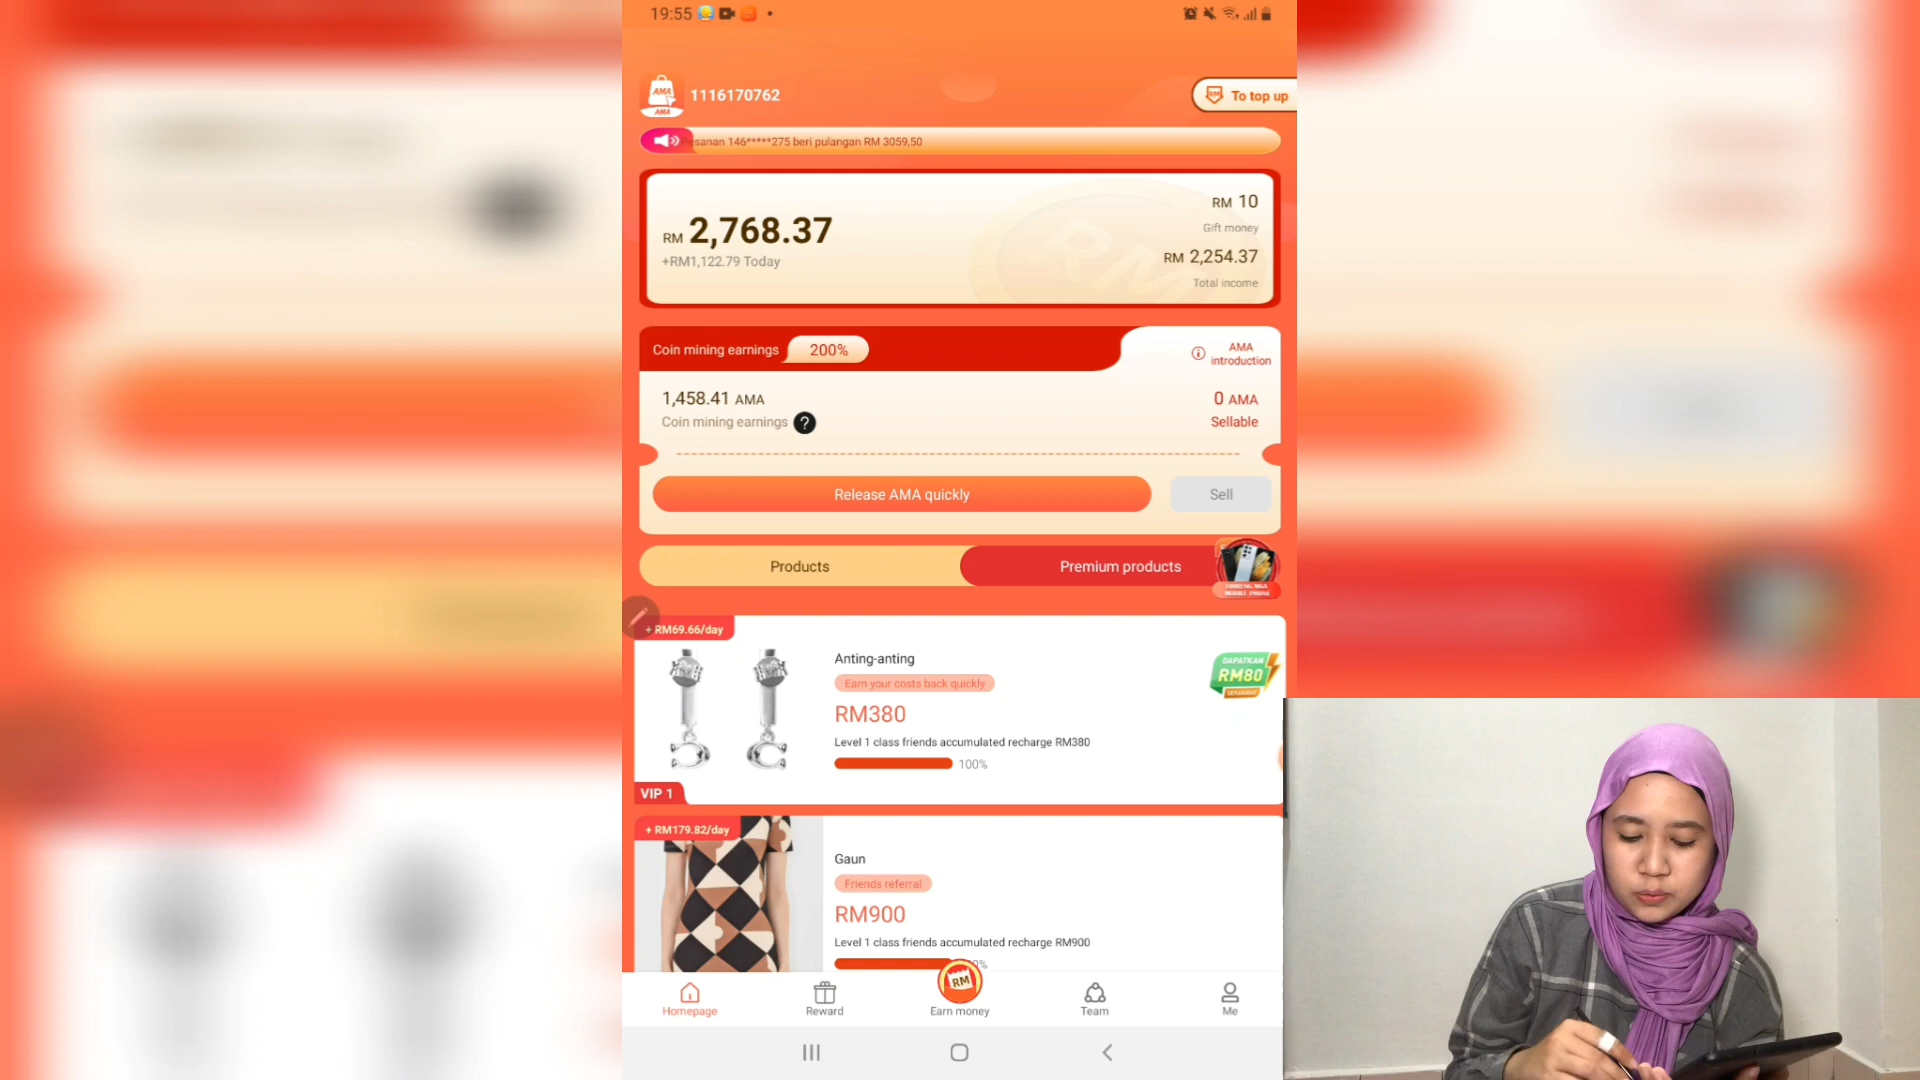 19:55
AMA
AMA
1116170762
To top up
esanan 146*****275 beri pulangan RM 3059,50
RM 2,768.37
+RM1,122.79 Today
RM 10
Gift money
RM 2,254.37
Total income
Coin mining earnings 200%
AMA
introduction
1,458.41 AMA
Coin mining earnings ?
0 AMA
Sellable
Release AMA quickly
Sell
Products
Premium products
+ RM69.66/day
Anting-anting
Earn your costs back quickly
RM380
Level 1 class friends accumulated recharge RM380
100%
VIP 1
DAPATKAN
RM80
SEKARANG
+ RM179.82/day
Gaun
Friends referral
RM900
Level 1 class friends accumulated recharge RM900
RM
Homepage
Reward
Earn money
Team
Me